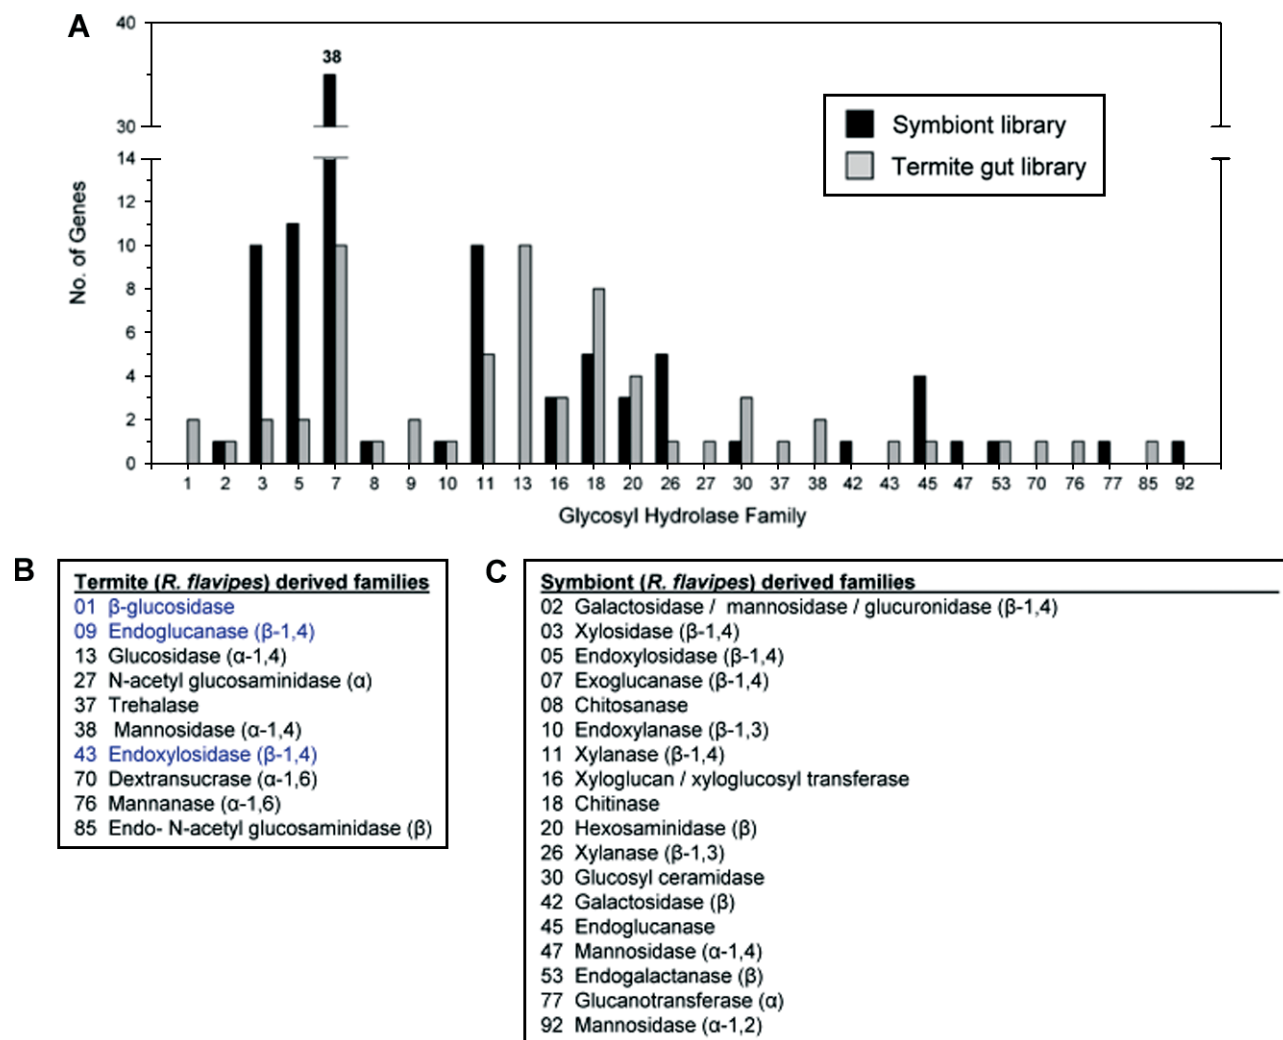 A
40
38
30
14
12
10
8
6
4
2
0
No. of Genes
Symbiont library
Termite gut library
1 2 3 5 7 8 9 10 11 13 16 18 20 26 27 30 37 38 42 43 45 47 53 70 76 77 85 92
Glycosyl Hydrolase Family
B
Termite (R. flavipes) derived families
01 β-glucosidase
09 Endoglucanase (β-1,4)
13 Glucosidase (α-1,4)
27 N-acetyl glucosaminidase (α)
37 Trehalase
38 Mannosidase (α-1,4)
43 Endoxylosidase (β-1,4)
70 Dextransucrase (α-1,6)
76 Mannanase (α-1,6)
85 Endo- N-acetyl glucosaminidase (β)
C
Symbiont (R. flavipes) derived families
02 Galactosidase / mannosidase / glucuronidase (β-1,4)
03 Xylosidase (β-1,4)
05 Endoxylosidase (β-1,4)
07 Exoglucanase (β-1,4)
08 Chitosanase
10 Endoxylanase (β-1,3)
11 Xylanase (β-1,4)
16 Xyloglucan / xyloglucosyl transferase
18 Chitinase
20 Hexosaminidase (β)
26 Xylanase (β-1,3)
30 Glucosyl ceramidase
42 Galactosidase (β)
45 Endoglucanase
47 Mannosidase (α-1,4)
53 Endogalactanase (β)
77 Glucanotransferase (α)
92 Mannosidase (α-1,2)